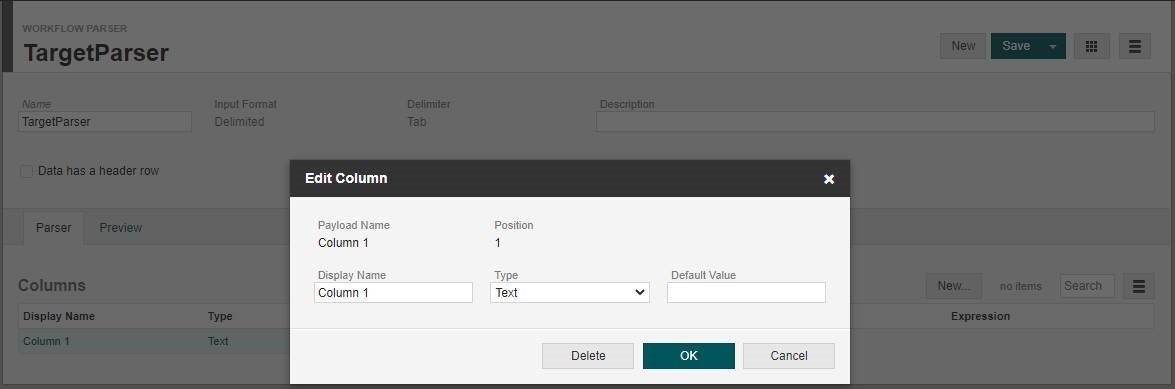 WORKFLOW PARSER
TargetParser
New
Save
Name
Input Format
Delimiter
Description
TargetParser
Delimited
Tab
Data has a header row
Edit Column
Parser
Preview
Payload Name
Position
Column 1
1
Display Name
Type
Default Value
Column 1
Text
Columns
New...
no items
Search
Display Name
Type
Expression
Column 1
Text
Delete
OK
Cancel